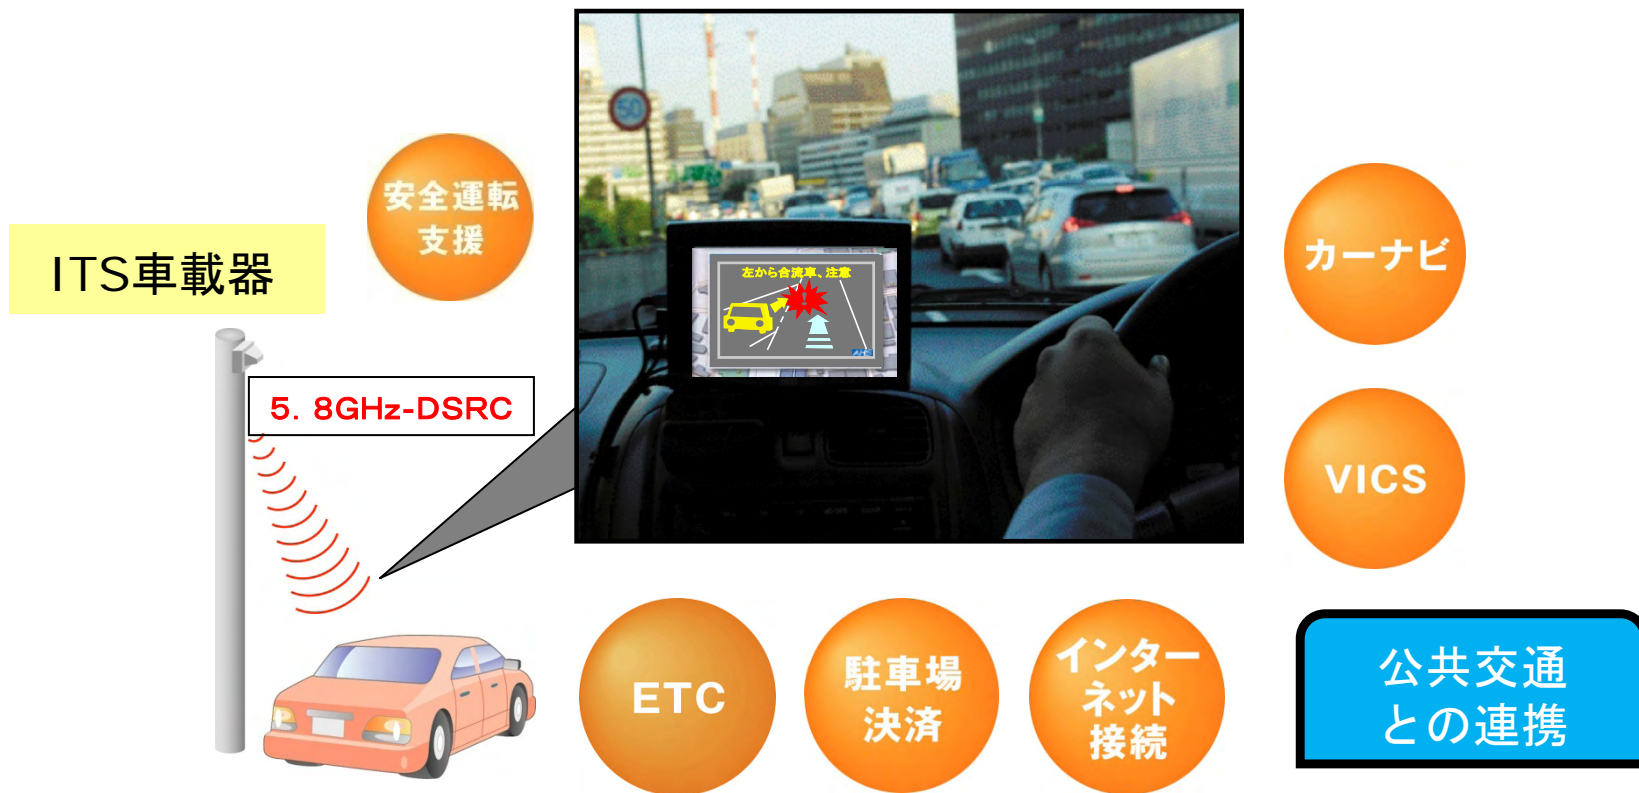 安全運転
支援
ITS車載器
5. 8GHz-DSRC
50
左から合流車、注意
!
カーナビ
VICS
ETC
駐車場
決済
インター
ネット
接続
公共交通
との連携